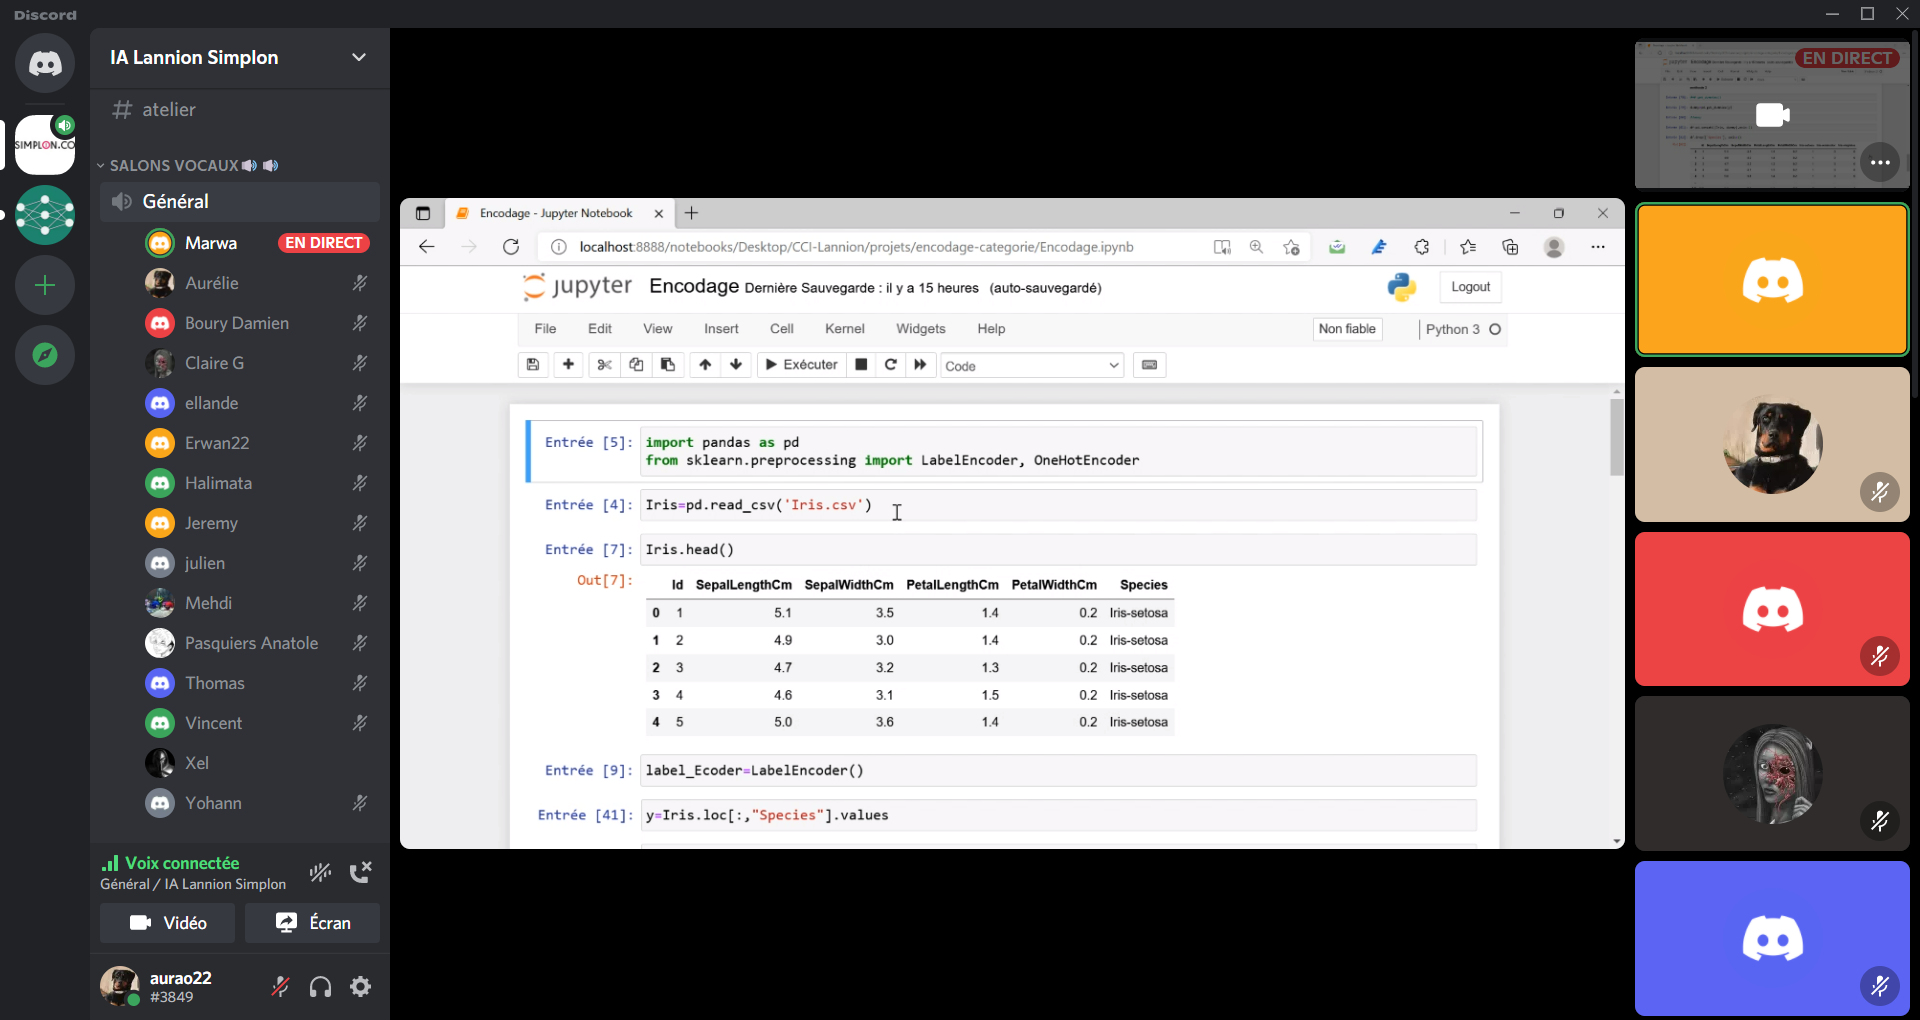 Discord
IA Lannion Simplon
atelier
SIMPLON.CO
SALONS VOCAUX
Général
Marwa EN DIRECT
Aurélie
Boury Damien
Claire G
ellande
Erwan22
Halimata
Jeremy
julien
Mehdi
Pasquiers Anatole
Thomas
Vincent
Xel
Yohann
Voix connectée
Général / IA Lannion Simplon
Vidéo Écran
aurao22
#3849
Encodage - Jupyter Notebook
localhost:8888/notebooks/Desktop/CCI-Lannion/projets/encodage-categorie/Encodage.ipynb
jupyter Encodage Dernière Sauvegarde : il y a 15 heures (auto-sauvegardé) Logout
File Edit View Insert Cell Kernel Widgets Help Non fiable Python 3
Exécuter Code
Entrée [5]: import pandas as pd
from sklearn.preprocessing import LabelEncoder, OneHotEncoder
Entrée [4]: Iris=pd.read_csv('Iris.csv')
Entrée [7]: Iris.head()
Out[7]: Id SepalLengthCm SepalWidthCm PetalLengthCm PetalWidthCm Species
0 1 5.1 3.5 1.4 0.2 Iris-setosa
1 2 4.9 3.0 1.4 0.2 Iris-setosa
2 3 4.7 3.2 1.3 0.2 Iris-setosa
3 4 4.6 3.1 1.5 0.2 Iris-setosa
4 5 5.0 3.6 1.4 0.2 Iris-setosa
Entrée [9]: label_Ecoder=LabelEncoder()
Entrée [41]: y=Iris.loc[:,"Species"].values
EN DIRECT